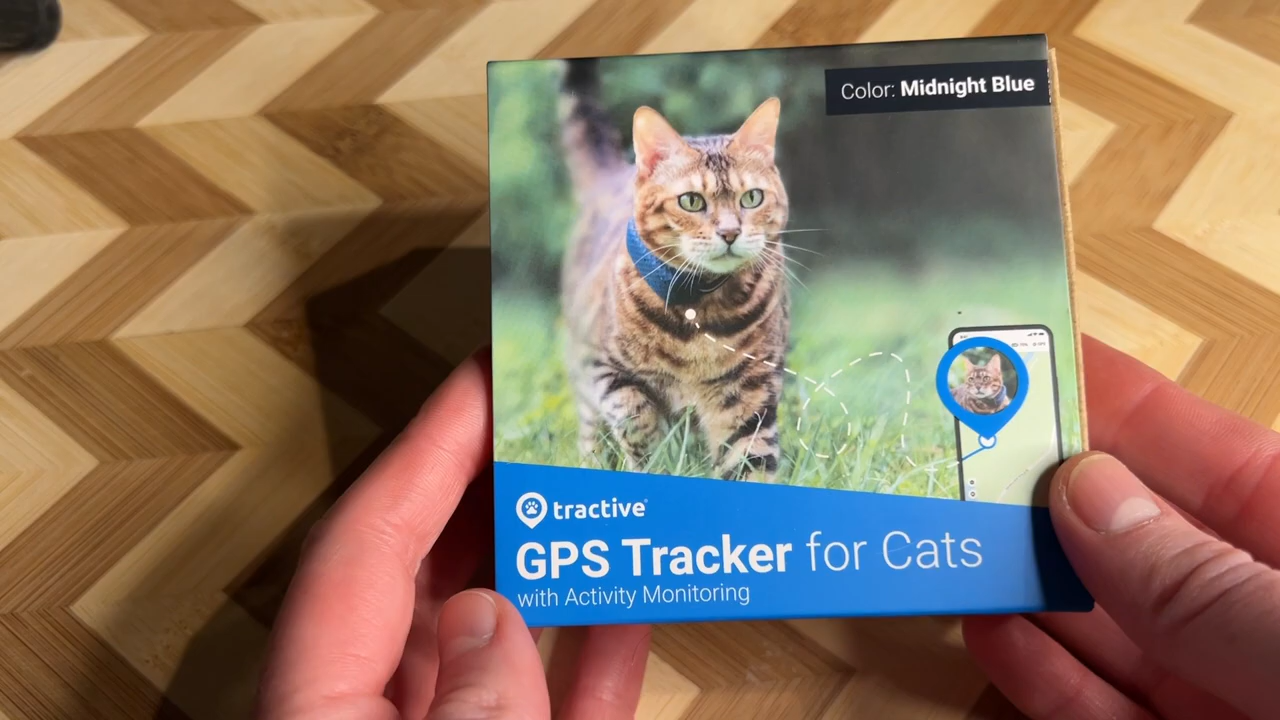 Color: Midnight Blue
tractive®
GPS Tracker for Cats
with Activity Monitoring